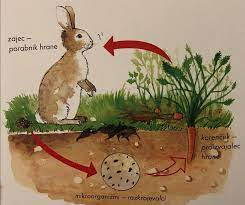 zajec –
porabnik hrane
korenček –
proizvajalec
hrane
mikroorganizmi – razkrojevalci